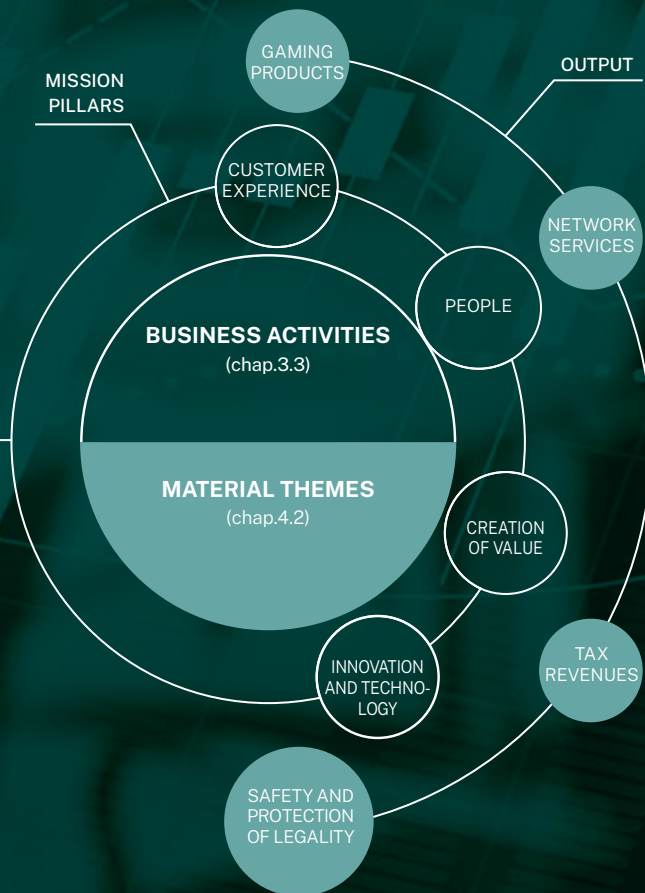 GAMING
PRODUCTS
OUTPUT
MISSION
PILLARS
CUSTOMER
EXPERIENCE
NETWORK
SERVICES
PEOPLE
BUSINESS ACTIVITIES
(chap.3.3)
MATERIAL THEMES
(chap.4.2)
CREATION
OF VALUE
INNOVATION
AND TECHNO-
LOGY
TAX
REVENUES
SAFETY AND
PROTECTION
OF LEGALITY